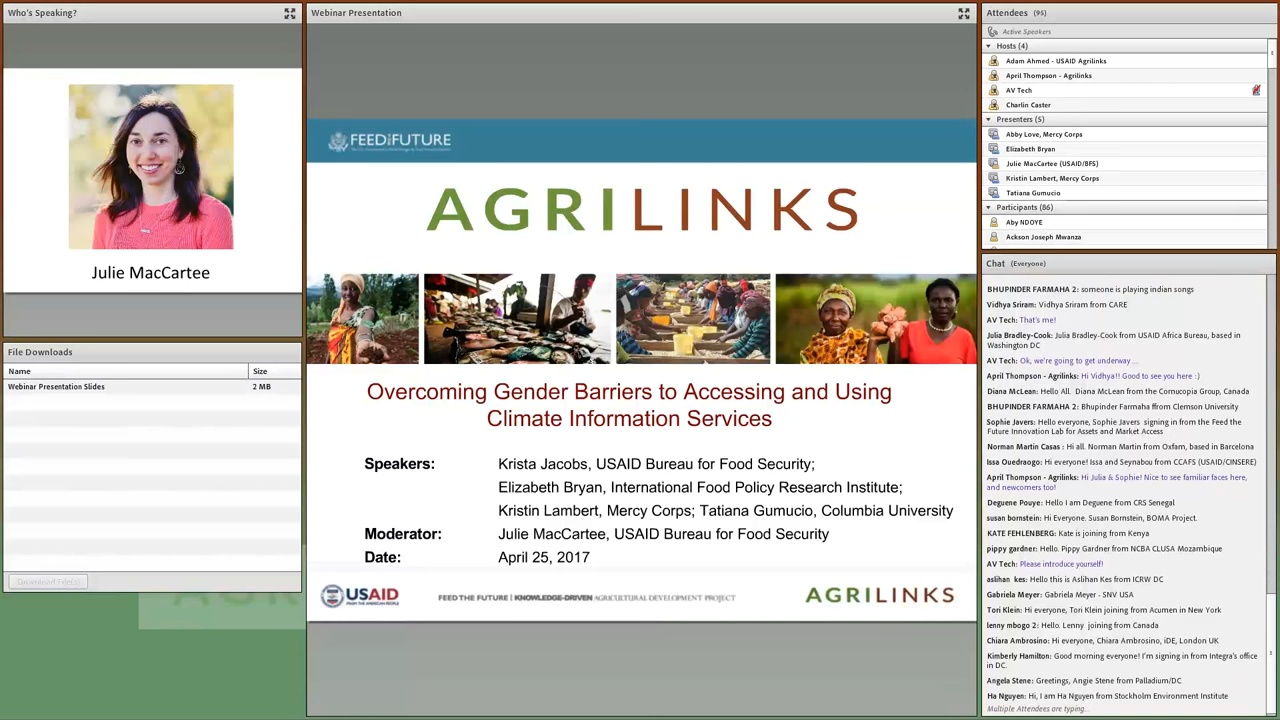 Who's Speaking?
Julie MacCartee
File Downloads
Name Size
Webinar Presentation Slides 2 MB
Download File(s)
Webinar Presentation
FEED THE FUTURE
AGRILINKS
Overcoming Gender Barriers to Accessing and Using
Climate Information Services
Speakers: Krista Jacobs, USAID Bureau for Food Security;
Elizabeth Bryan, International Food Policy Research Institute;
Kristin Lambert, Mercy Corps; Tatiana Gumucio, Columbia University
Moderator: Julie MacCartee, USAID Bureau for Food Security
Date: April 25, 2017
USAID
FROM THE AMERICAN PEOPLE
FEED THE FUTURE | KNOWLEDGE-DRIVEN AGRICULTURAL DEVELOPMENT PROJECT
AGRILINKS
Attendees (95)
Active Speakers
Hosts (4)
Adam Ahmed - USAID Agrilinks
April Thompson - Agrilinks
AV Tech
Charlin Caster
Presenters (5)
Abby Love, Mercy Corps
Elizabeth Bryan
Julie MacCartee (USAID/BFS)
Kristin Lambert, Mercy Corps
Tatiana Gumucio
Participants (86)
Aby NDOYE
Ackson Joseph Mwanza
Chat (Everyone)
BHUPINDER FARMAHA 2: someone is playing indian songs
Vidhya Sriram: Vidhya Sriram from CARE
AV Tech: That's me!
Julia Bradley-Cook: Julia Bradley-Cook from USAID Africa Bureau, based in
Washington DC
AV Tech: Ok, we're going to get underway...
April Thompson - Agrilinks: Hi Vidhya!! Good to see you here :)
Diana McLean: Hello All.  Diana McLean from the Cornucopia Group, Canada
BHUPINDER FARMAHA 2: Bhupinder Farmaha ffrom Clemson University
Sophie Javers: Hello everyone, Sophie Javers  signing in from the Feed the
Future Innovation Lab for Assets and Market Access
Norman Martin Casas : Hi all. Norman Martin from Oxfam, based in Barcelona
Issa Ouedraogo: Hi everyone! Issa and Seynabou from CCAFS (USAID/CINSERE)
April Thompson - Agrilinks: Hi Julia & Sophie! Nice to see familiar faces here,
and newcomers too!
Deguene Pouye: Hello I am Deguene from CRS Senegal
susan bornstein: Hi Everyone. Susan Bornstein, BOMA Project.
KATE FEHLENBERG: Kate is joining from Kenya
pippy gardner: Hello. Pippy Gardner from NCBA CLUSA Mozambique
AV Tech: Please introduce yourself!
aslihan  kes: Hello this is Aslihan Kes from ICRW DC
Gabriela Meyer: Gabriela Meyer - SNV USA
Tori Klein: Hi everyone, Tori Klein joining from Acumen in New York
lenny mbogo 2: Hello. Lenny  joining from Canada
Chiara Ambrosino: Hi everyone, Chiara Ambrosino, iDE, London UK
Kimberly Hamilton: Good morning everyone! I'm signing in from Integra's office
in DC.
Angela Stene: Greetings, Angie Stene from Palladium/DC
Ha Nguyen: Hi, I am Ha Nguyen from Stockholm Environment Institute
Multiple Attendees are typing...